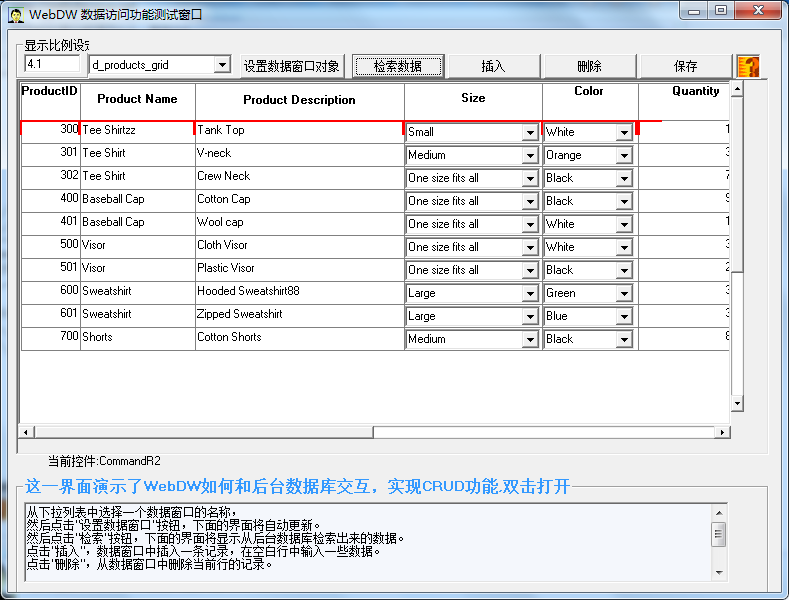 WebDW 数据访问功能测试窗口
显示比例设定
4.1 d_products_grid 设置数据窗口对象 检索数据 插入 删除 保存
ProductID Product Name Product Description Size Color Quantity
300 Tee Shirtzz Tank Top Small White 1
301 Tee Shirt V-neck Medium Orange 3
302 Tee Shirt Crew Neck One size fits all Black 7
400 Baseball Cap Cotton Cap One size fits all Black 9
401 Baseball Cap Wool cap One size fits all White 1
500 Visor Cloth Visor One size fits all White 3
501 Visor Plastic Visor One size fits all Black 2
600 Sweatshirt Hooded Sweatshirt88 Large Green 3
601 Sweatshirt Zipped Sweatshirt Large Blue 3
700 Shorts Cotton Shorts Medium Black 8
当前控件:CommandR2
这一界面演示了WebDW如何和后台数据库交互，实现CRUD功能.双击打开
从下拉列表中选择一个数据窗口的名称，
然后点击"设置数据窗口"按钮，下面的界面将自动更新。
然后点击"检索"按钮，下面的界面将显示从后台数据库检索出来的数据。
点击"插入"，数据窗口中插入一条记录，在空白行中输入一些数据。
点击"删除"，从数据窗口中删除当前行的记录。